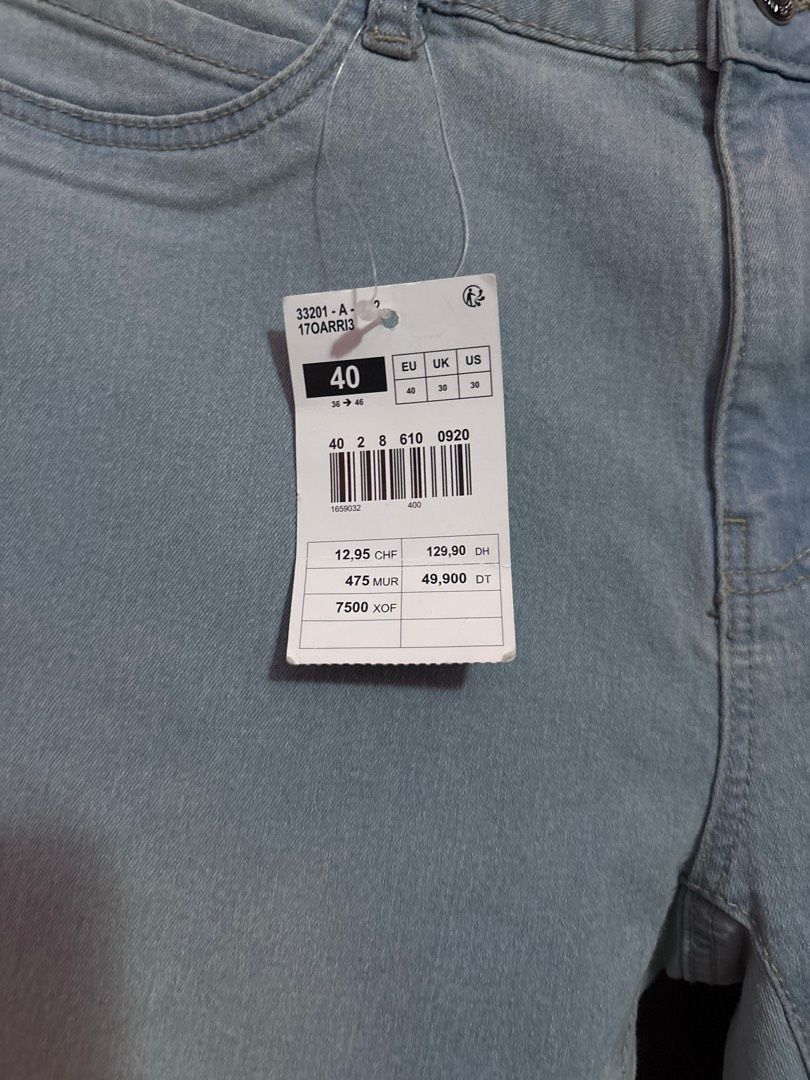 33201 - A -
17OARRI3
40
36 → 46
EU UK US
40 30 30
40 2 8 610 0920
1659032 400
12,95 CHF 129,90 DH
475 MUR 49,900 DT
7500 XOF